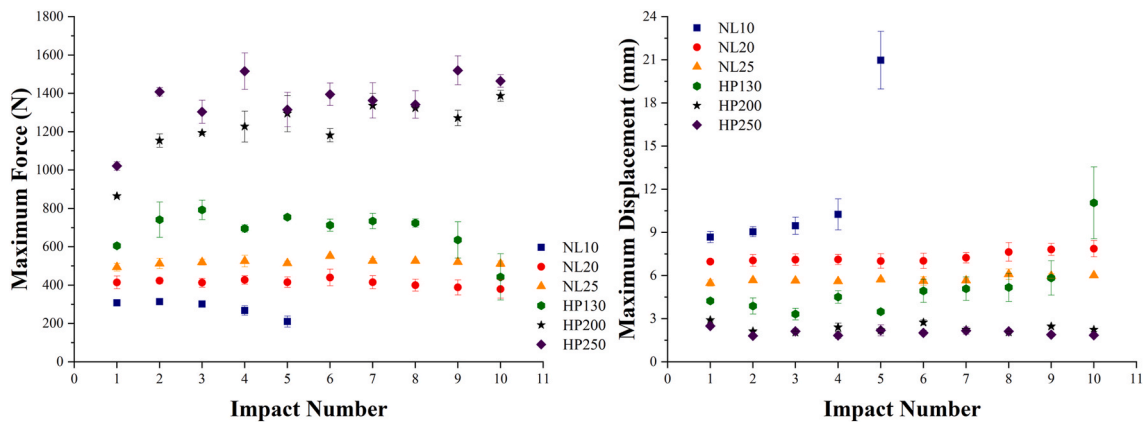 Maximum Force (N)
1800
1600
1400
1200
1000
800
600
400
200
0
NL10
NL20
NL25
HP130
HP200
HP250
0 1 2 3 4 5 6 7 8 9 10 11
Impact Number
Maximum Displacement (mm)
24
21
18
15
12
9
6
3
0
NL10
NL20
NL25
HP130
HP200
HP250
0 1 2 3 4 5 6 7 8 9 10 11
Impact Number